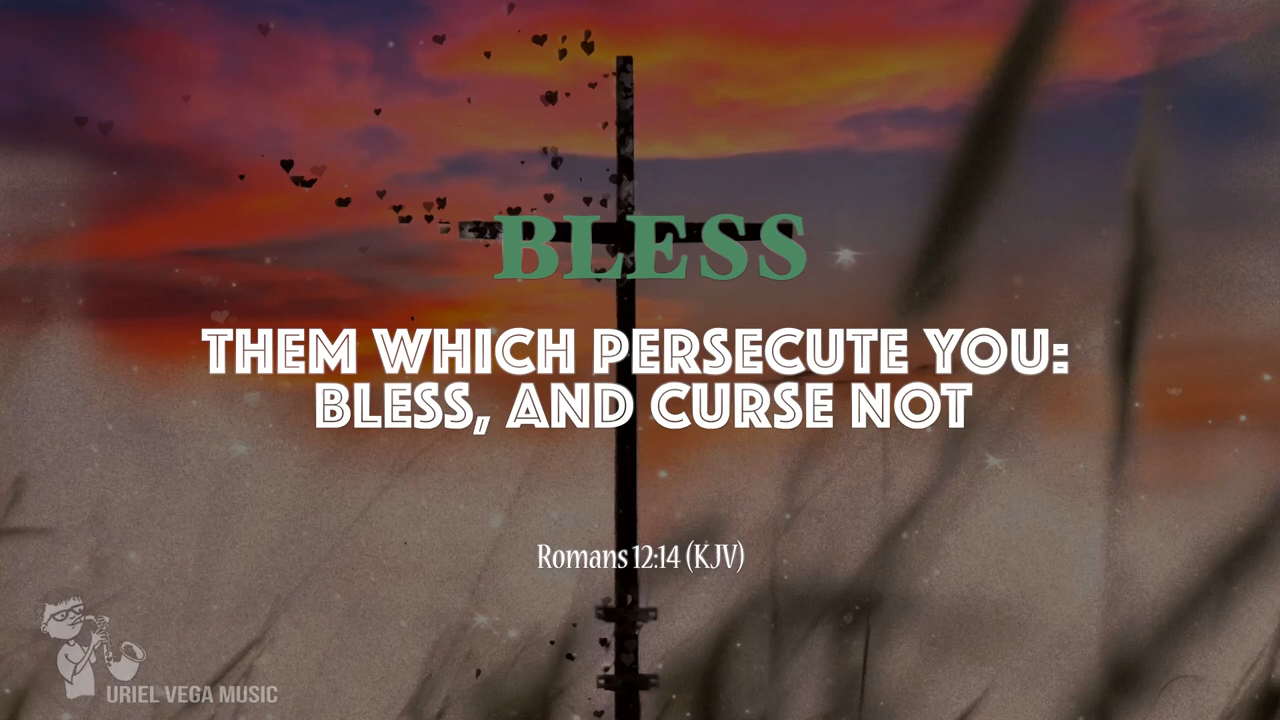 BLESS
THEM WHICH PERSECUTE YOU:
BLESS, AND CURSE NOT
Romans 12:14 (KJV)
URIEL VEGA MUSIC